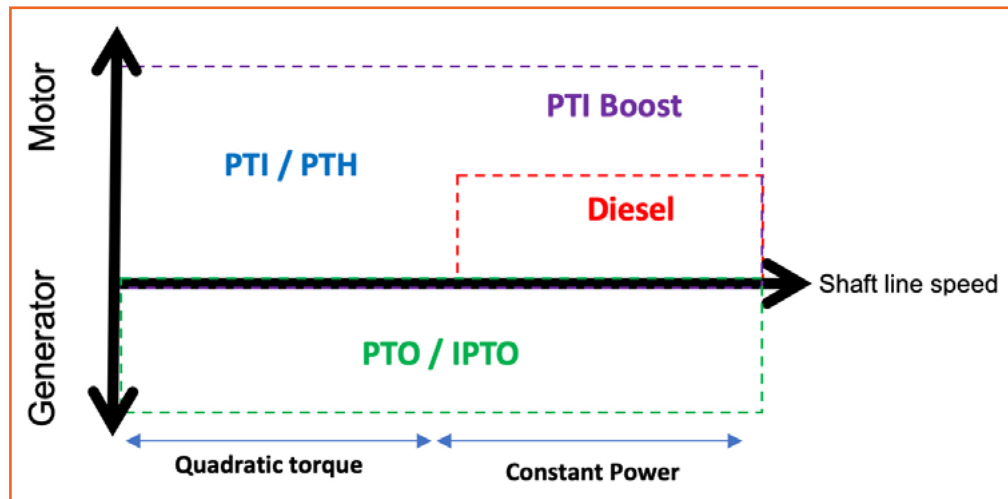 Motor
PTI Boost
PTI / PTH
Diesel
Shaft line speed
Generator
PTO / IPTO
Quadratic torque
Constant Power